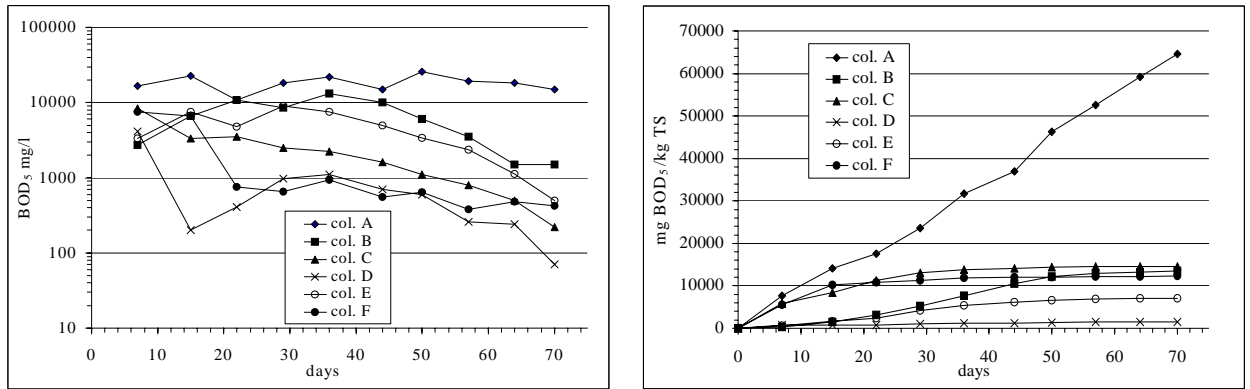 100000
10000
1000
100
10
BOD5 mg/l
0 10 20 30 40 50 60 70
days
col. A
col. B
col. C
col. D
col. E
col. F
70000
60000
50000
40000
30000
20000
10000
0
mg BOD5/kg TS
0 10 20 30 40 50 60 70
days
col. A
col. B
col. C
col. D
col. E
col. F